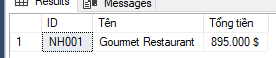 Results Messages
ID Tên Tổng tiền
1 NH001 Gourmet Restaurant 895.000 $